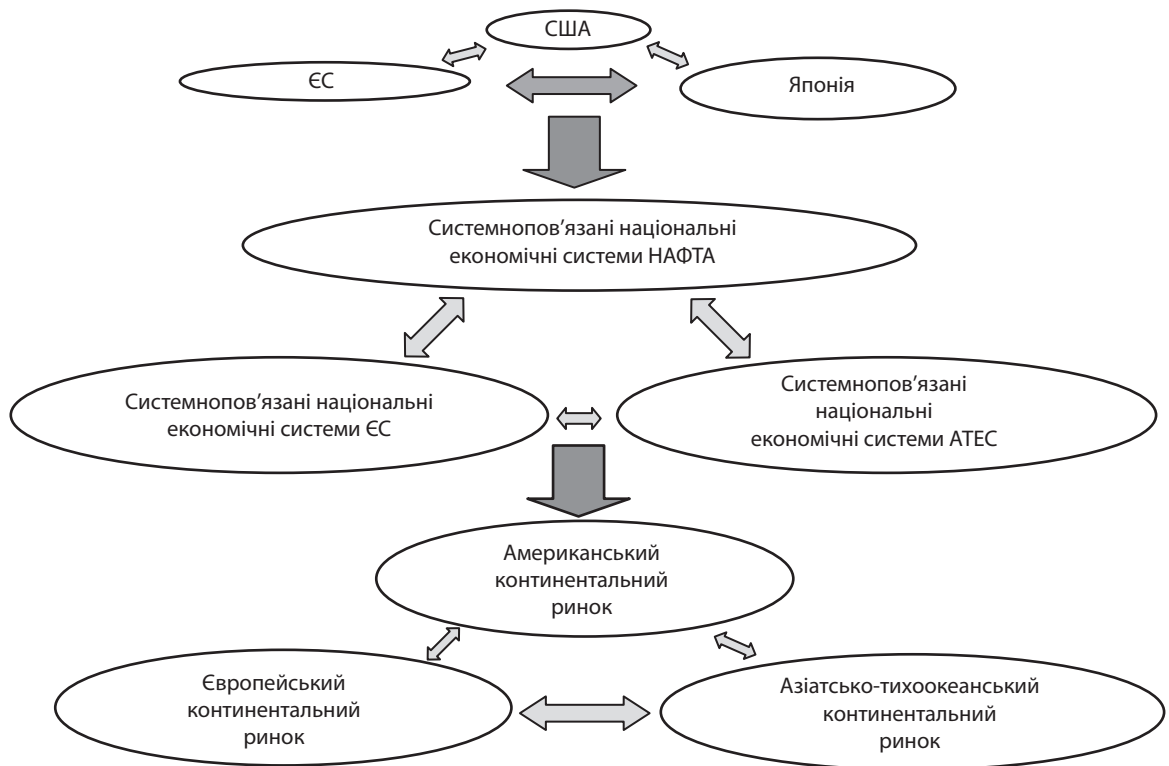 США
ЄС
Японія
Системнопов'язані національні
економічні системи НАФТА
Системнопов'язані національні
економічні системи ЄС
Системнопов'язані
національні
економічні системи АТЕС
Американський
континентальний
ринок
Європейський
континентальний
ринок
Азіатсько-тихоокеанський
континентальний
ринок